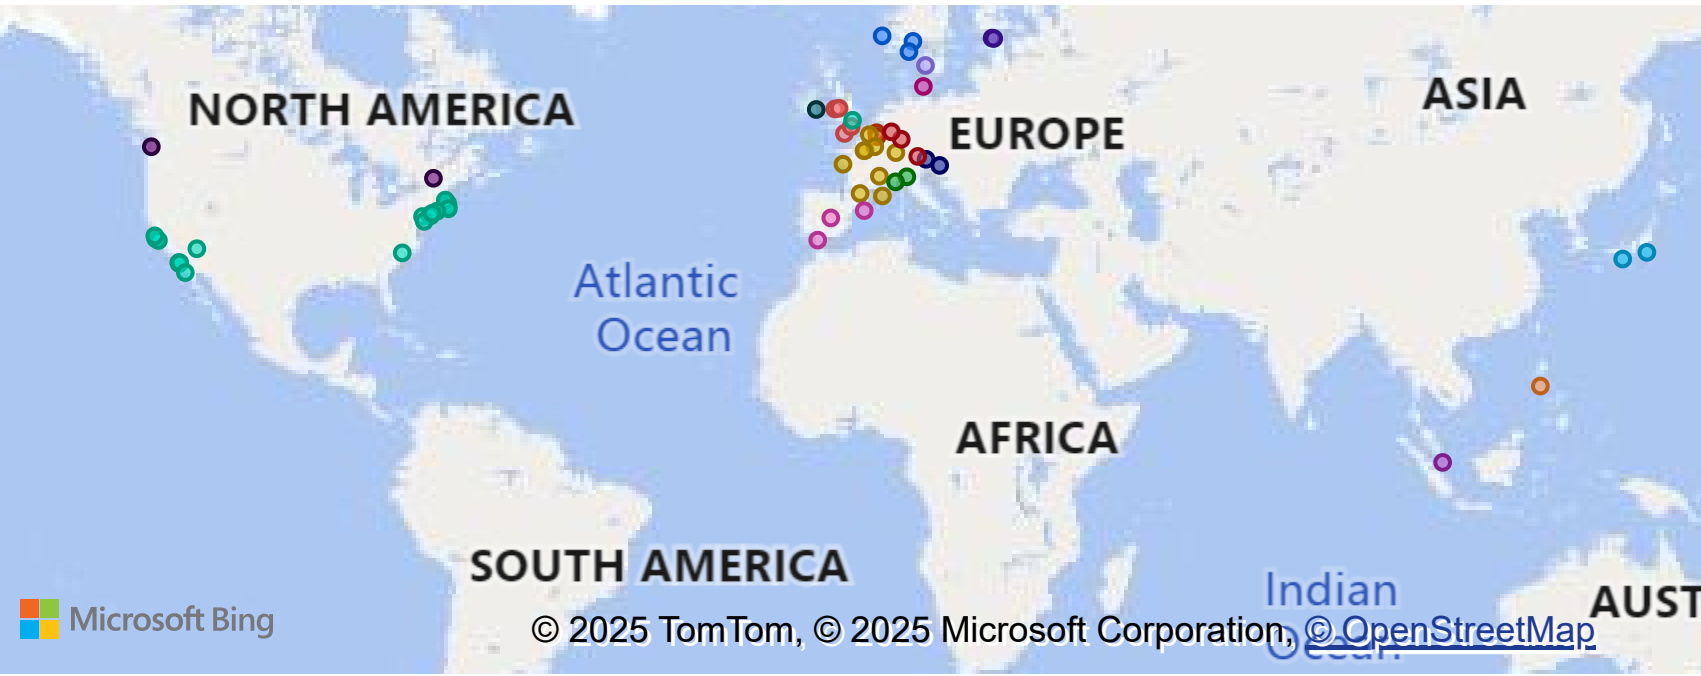 NORTH AMERICA
ASIA
EUROPE
Atlantic
Ocean
AFRICA
SOUTH AMERICA
Indian
Ocean
AUST
Microsoft Bing
© 2025 TomTom, © 2025 Microsoft Corporation, © OpenStreetMap